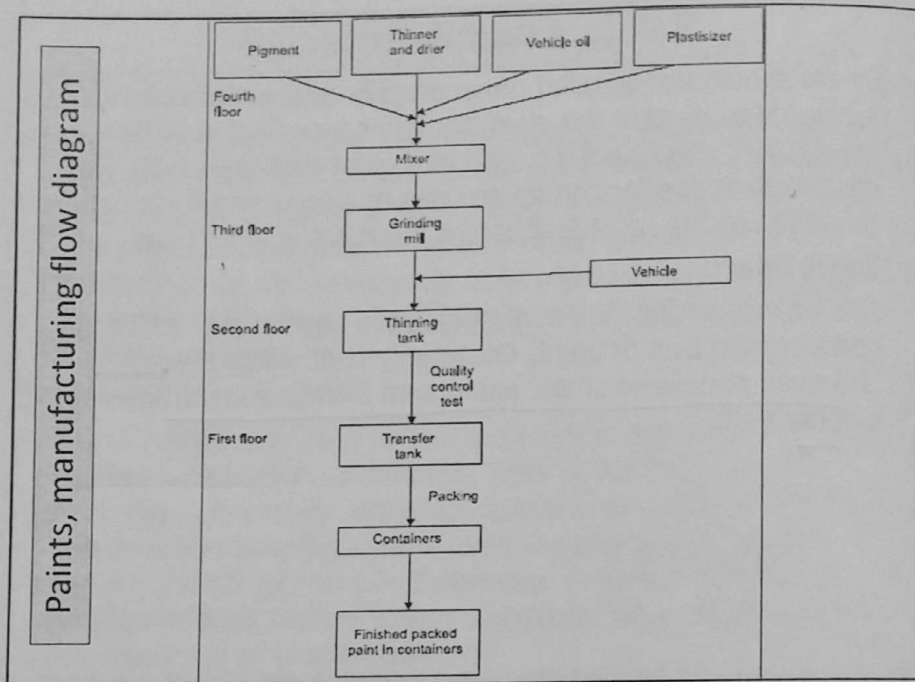 Paints, manufacturing flow diagram
Pigment
Thinner
and drier
Vehicle oil
Plastisizer
Fourth
floor
Mixer
Third floor
Grinding
mill
Vehicle
Second floor
Thinning
tank
Quality
control
test
First floor
Transfer
tank
Packing
Containers
Finished packed
paint in containers